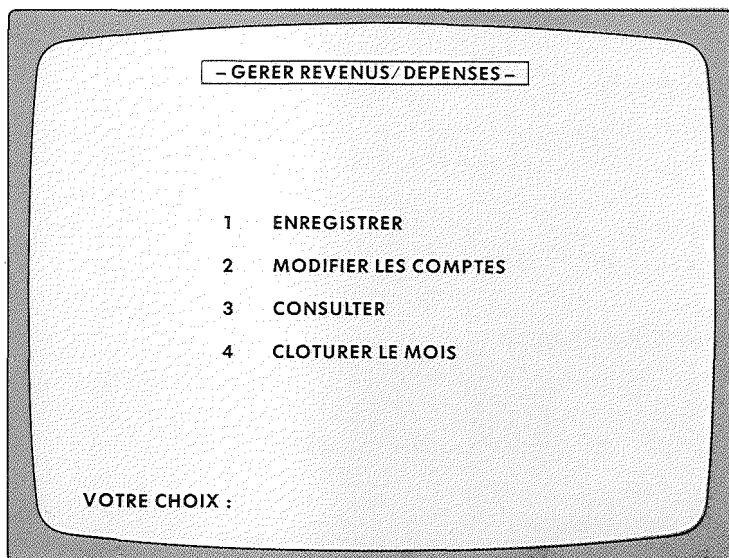 – GERER REVENUS/DEPENSES –
1 ENREGISTRER
2 MODIFIER LES COMPTES
3 CONSULTER
4 CLOTURER LE MOIS
VOTRE CHOIX :